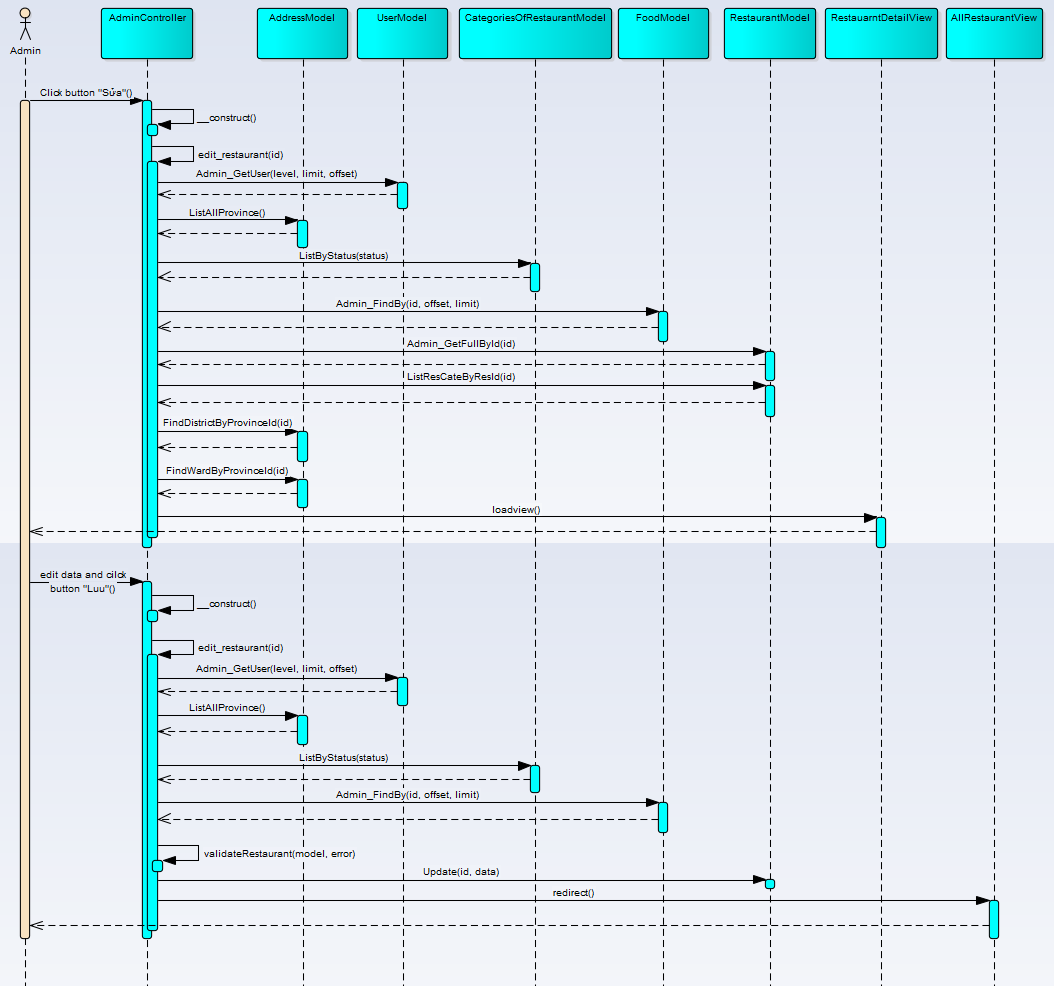 AdminController
AddressModel
UserModel
CategoriesOfRestaurantModel
FoodModel
RestaurantModel
RestauarntDetailView
AllRestaurantView
Admin
Click button "Sửa"()
__construct()
edit_restaurant(id)
Admin_GetUser(level, limit, offset)
ListAllProvince()
ListByStatus(status)
Admin_FindBy(id, offset, limit)
Admin_GetFullById(id)
ListResCateByResId(id)
FindDistrictByProvinceId(id)
FindWardByProvinceId(id)
loadview()
edit data and cilck
button "Luu"()
__construct()
edit_restaurant(id)
Admin_GetUser(level, limit, offset)
ListAllProvince()
ListByStatus(status)
Admin_FindBy(id, offset, limit)
validateRestaurant(model, error)
Update(id, data)
redirect()